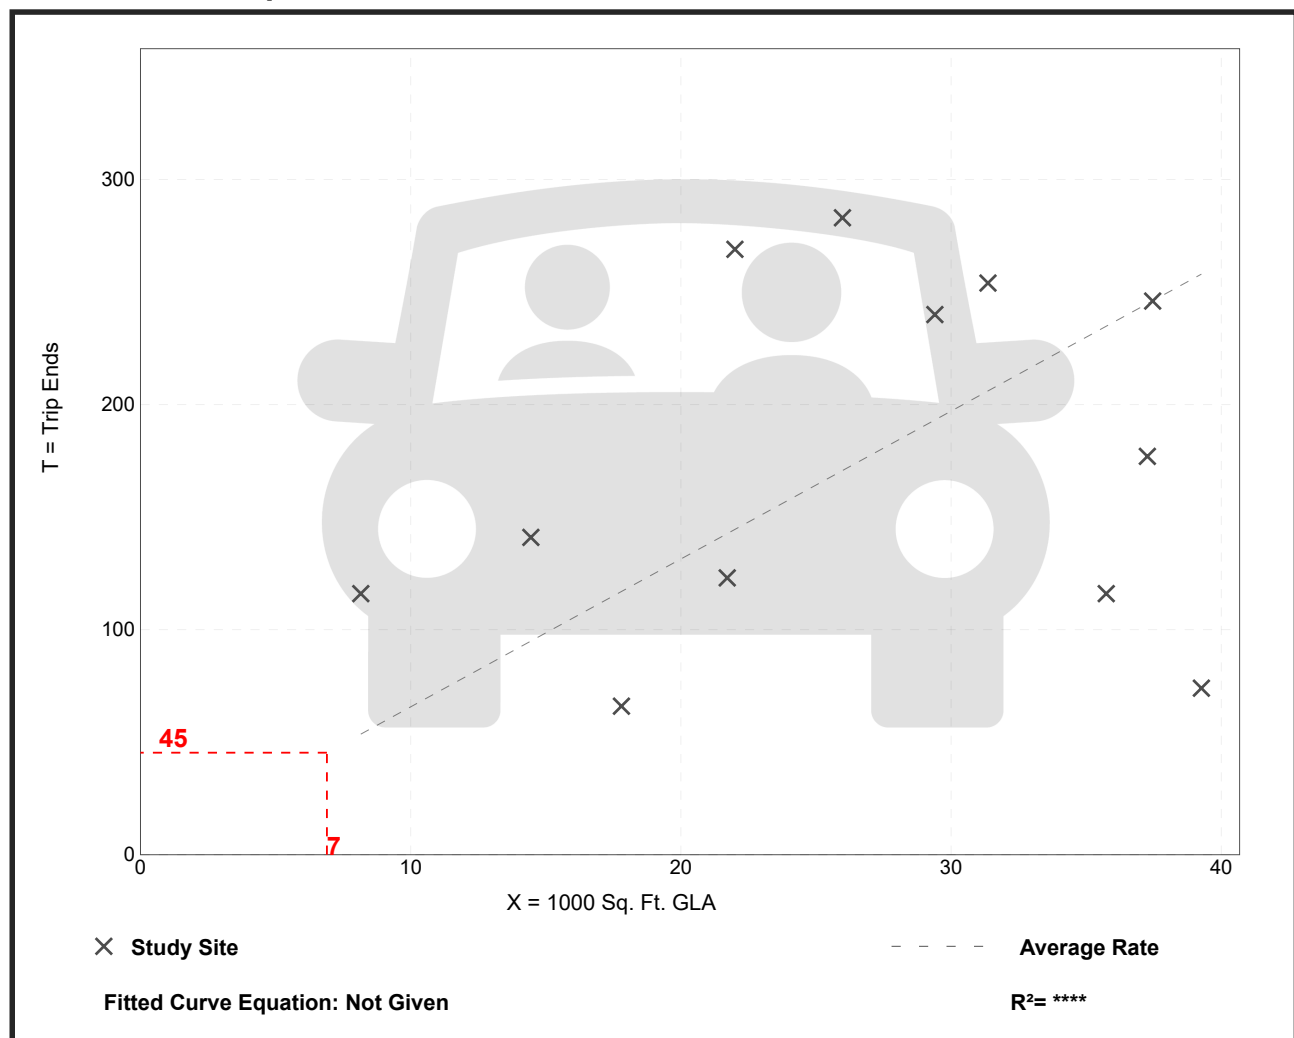 300
200
100
0
T = Trip Ends
45
7
0 10 20 30 40
X = 1000 Sq. Ft. GLA
Study Site
Average Rate
Fitted Curve Equation: Not Given
R²= ****